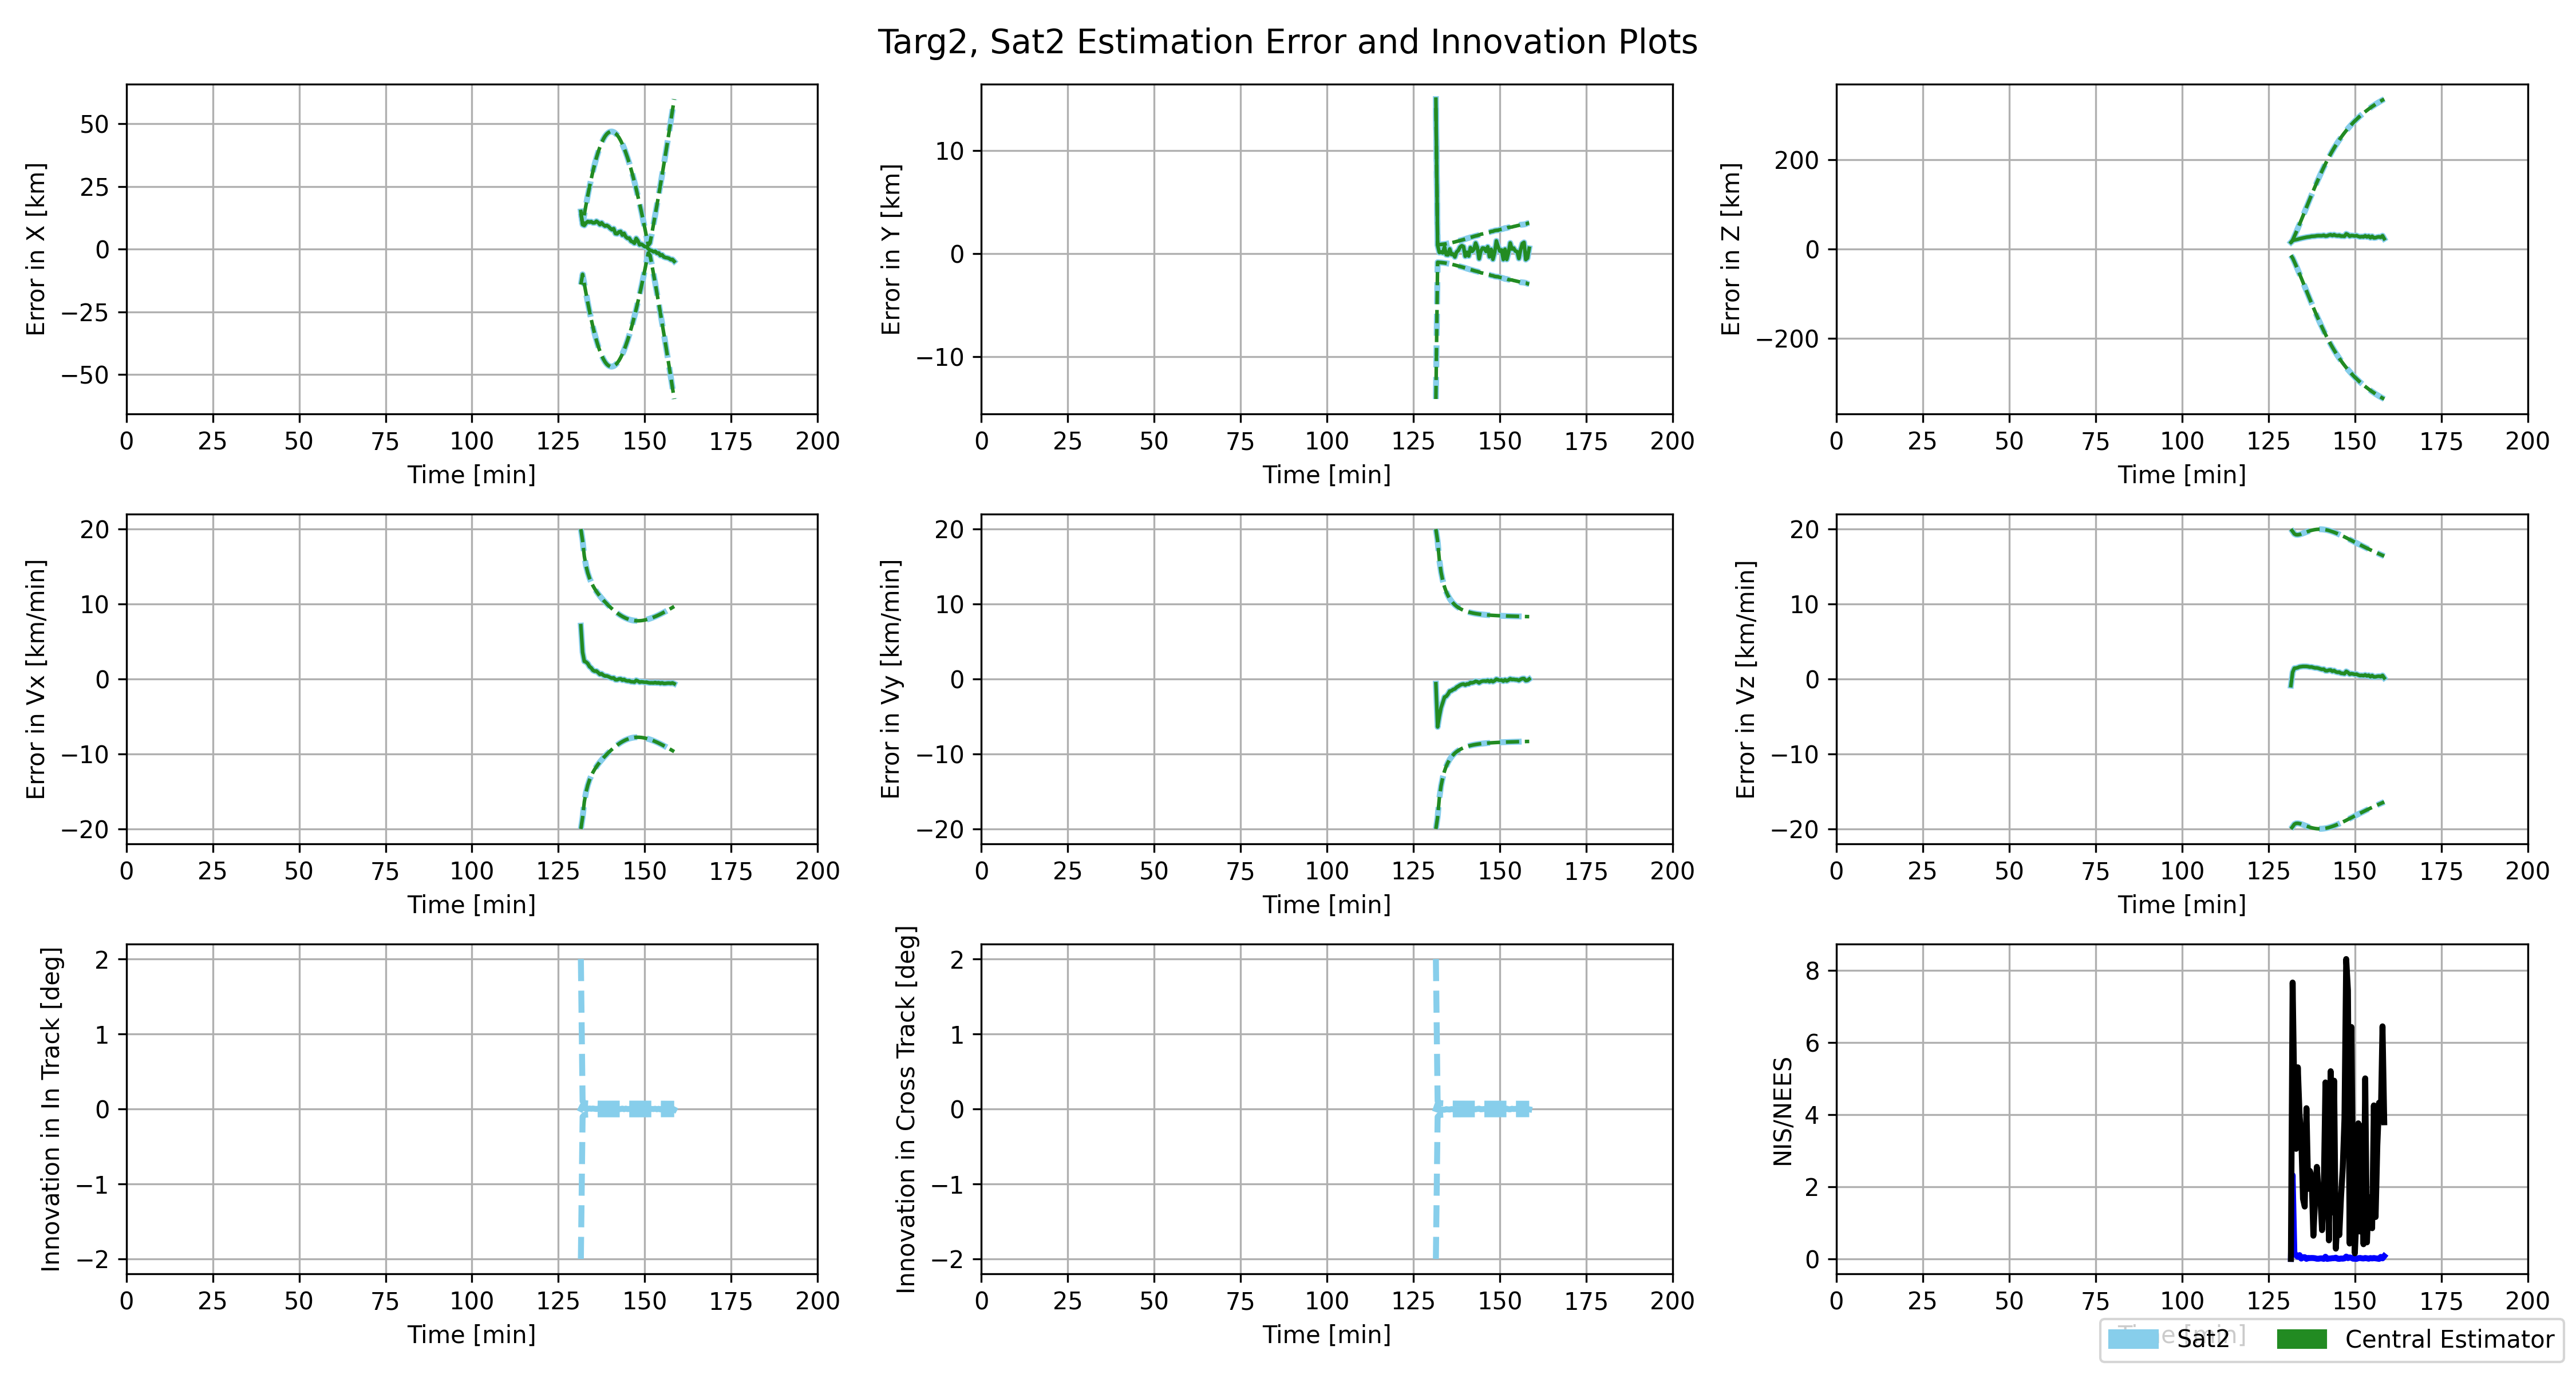 Targ2, Sat2 Estimation Error and Innovation Plots
Error in X [km]
50
25
0
−25
−50
0 25 50 75 100 125 150 175 200
Time [min]
Error in Y [km]
10
0
−10
0 25 50 75 100 125 150 175 200
Time [min]
Error in Z [km]
200
0
−200
0 25 50 75 100 125 150 175 200
Time [min]
Error in Vx [km/min]
20
10
0
−10
−20
0 25 50 75 100 125 150 175 200
Time [min]
Error in Vy [km/min]
20
10
0
−10
−20
0 25 50 75 100 125 150 175 200
Time [min]
Error in Vz [km/min]
20
10
0
−10
−20
0 25 50 75 100 125 150 175 200
Time [min]
Innovation in In Track [deg]
2
1
0
−1
−2
0 25 50 75 100 125 150 175 200
Time [min]
Innovation in Cross Track [deg]
2
1
0
−1
−2
0 25 50 75 100 125 150 175 200
Time [min]
NIS/NEES
8
6
4
2
0
0 25 50 75 100 125 150 175 200
Time [min]
Sat2 Central Estimator